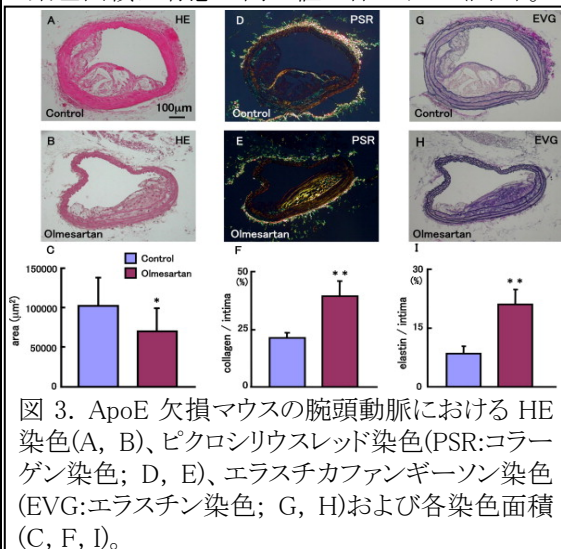 A
HE
100μm
Control
D
PSR
Control
G
EVG
Control
B
HE
Olmesartan
E
PSR
Olmesartan
H
EVG
Olmesartan
C
Control
Olmesartan
area (μm²)
150000
100000
50000
0
*
F
collagen / intima
(%)
50
25
0
**
I
elastin / intima
30
(%)
15
0
**
図 3. ApoE 欠損マウスの腕頭動脈における HE
染色(A, B)、ピクロシリウスレッド染色(PSR:コラー
ゲン染色; D, E)、エラスチカファンギーソン染色
(EVG:エラスチン染色; G, H)および各染色面積
(C, F, I)。